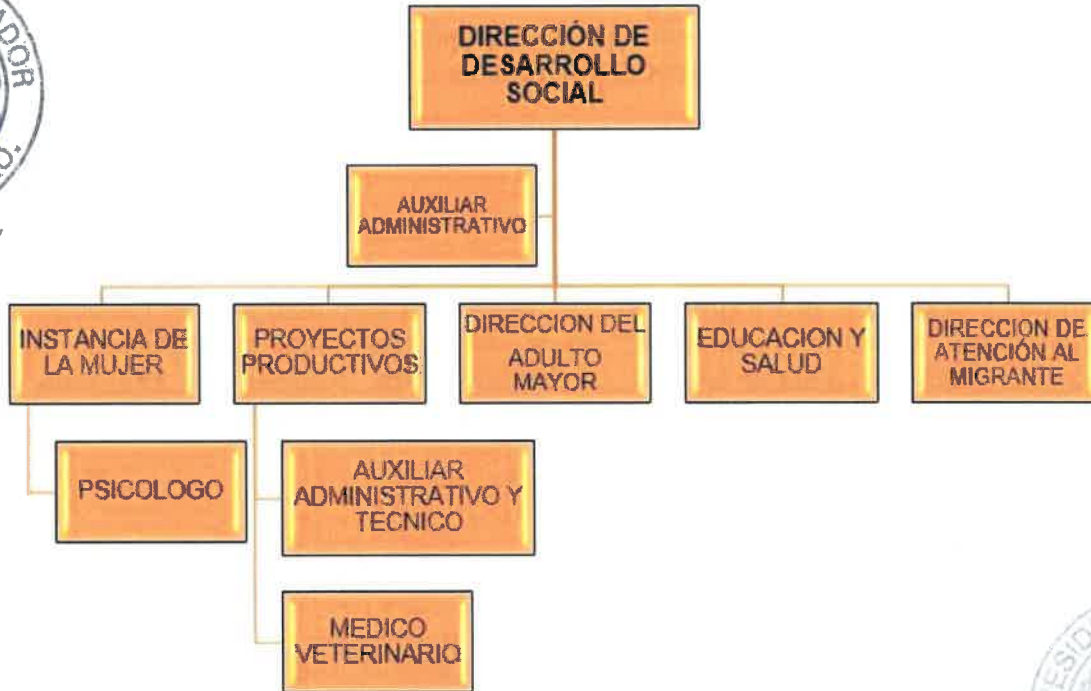 DIRECCIÓN DE
DESARROLLO
SOCIAL
AUXILIAR
ADMINISTRATIVO
INSTANCIA DE
LA MUJER
PROYECTOS
PRODUCTIVOS
DIRECCION DEL
ADULTO
MAYOR
EDUCACION Y
SALUD
DIRECCION DE
ATENCIÓN AL
MIGRANTE
PSICOLOGO
AUXILIAR
ADMINISTRATIVO Y
TECNICO
MEDICO
VETERINARIO